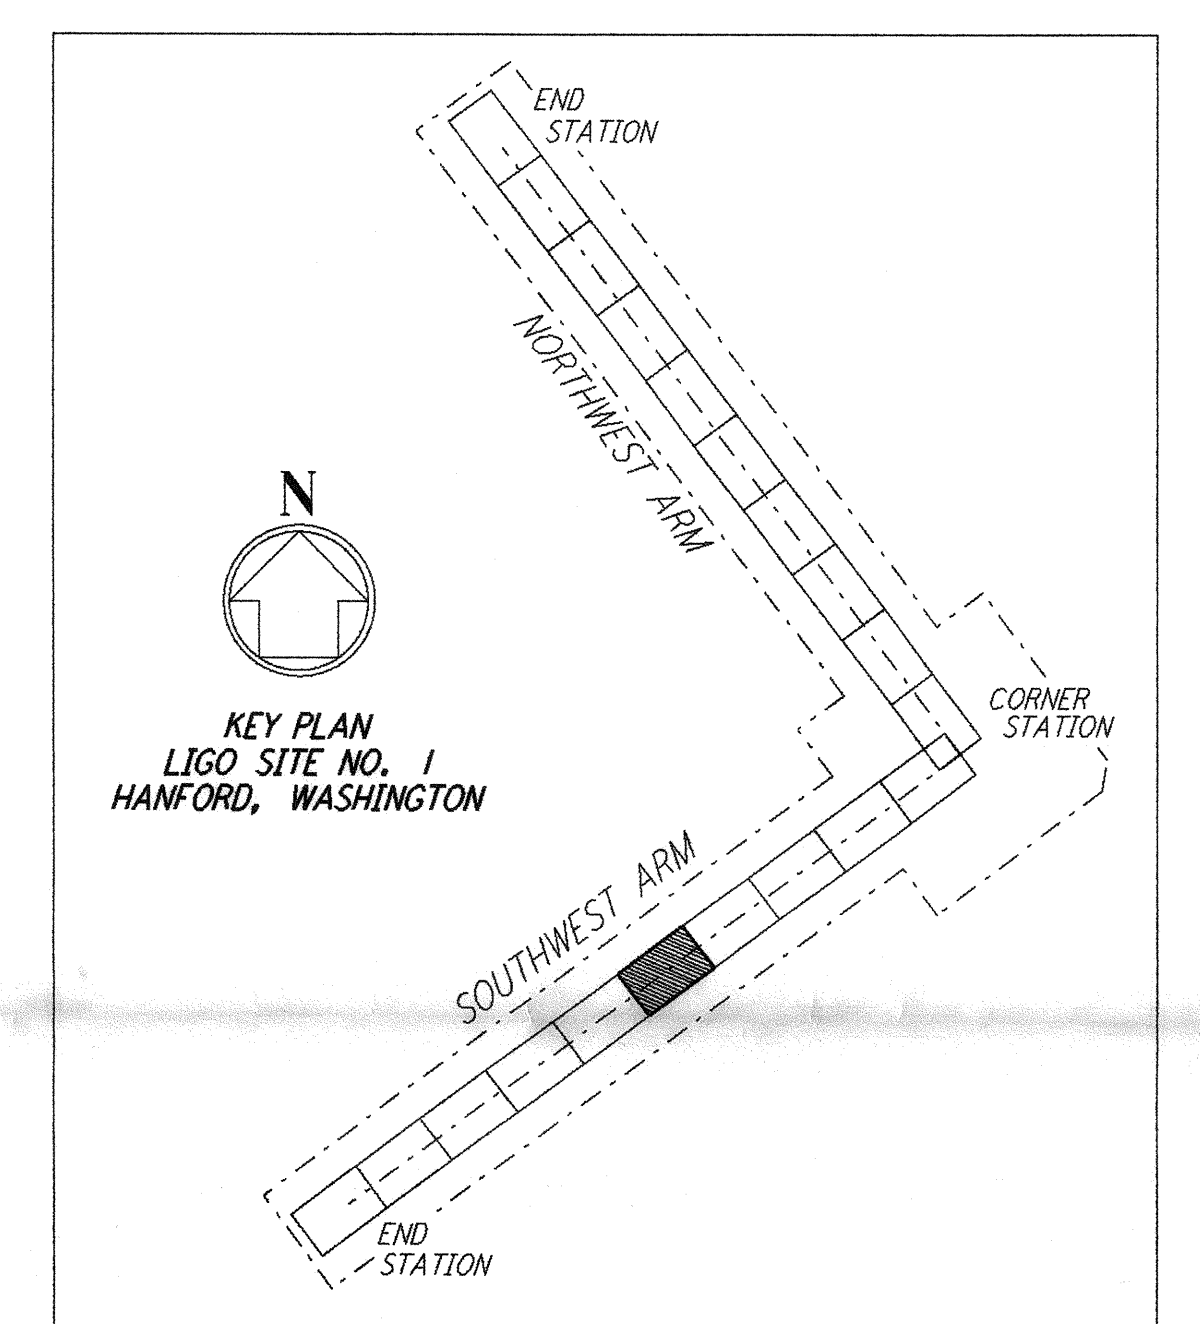 END
STATION
NORTHWEST ARM
N
CORNER
STATION
KEY PLAN
LIGO SITE NO. 1
HANFORD, WASHINGTON
SOUTHWEST ARM
END
STATION